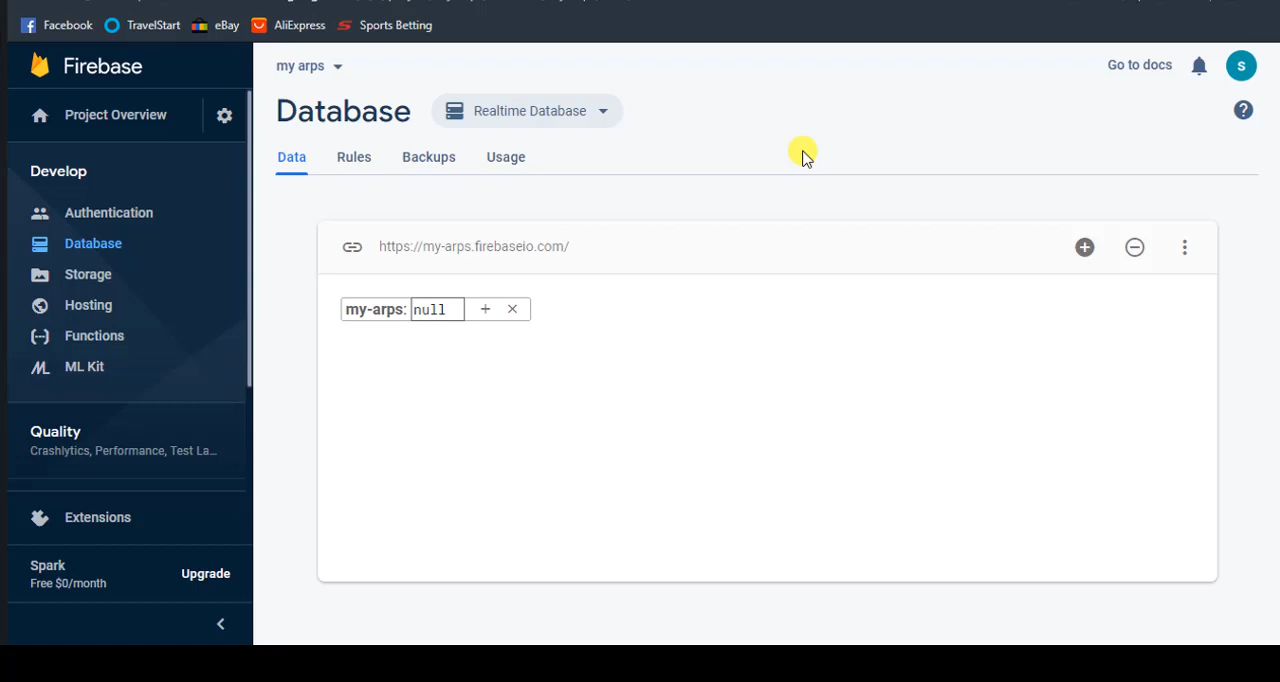 Facebook TravelStart eBay AliExpress Sports Betting
Firebase
my arps
Go to docs
S
Project Overview
Database
Realtime Database
?
Develop
Data Rules Backups Usage
Authentication
Database
Storage
Hosting
Functions
ML Kit
https://my-arps.firebaseio.com/
my-arps: null + ×
Quality
Crashlytics, Performance, Test La...
Extensions
Spark
Free $0/month
Upgrade